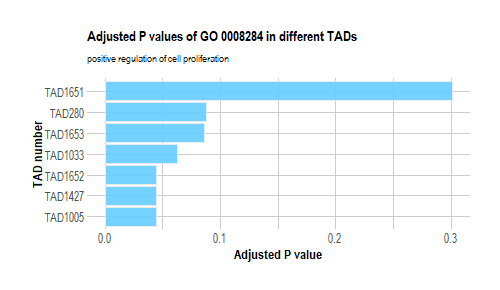 Adjusted P values of GO 0008284 in different TADs
positive regulation of cell proliferation
TAD1651
TAD280
TAD1653
TAD1033
TAD1652
TAD1427
TAD1005
TAD number
0.0 0.1 0.2 0.3
Adjusted P value